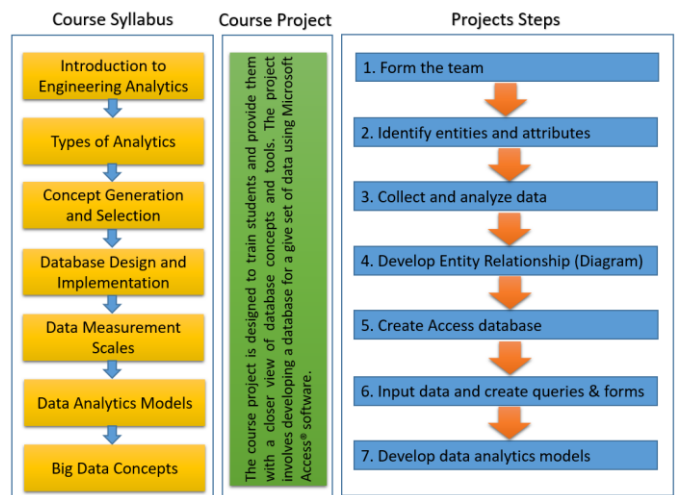 Course Syllabus
Introduction to
Engineering Analytics
Types of Analytics
Concept Generation
and Selection
Database Design and
Implementation
Data Measurement
Scales
Data Analytics Models
Big Data Concepts
Course Project
The course project is designed to train students and provide them
with a closer view of database concepts and tools. The project
involves developing a database for a give set of data using Microsoft
Access® software.
Projects Steps
1. Form the team
2. Identify entities and attributes
3. Collect and analyze data
4. Develop Entity Relationship (Diagram)
5. Create Access database
6. Input data and create queries & forms
7. Develop data analytics models